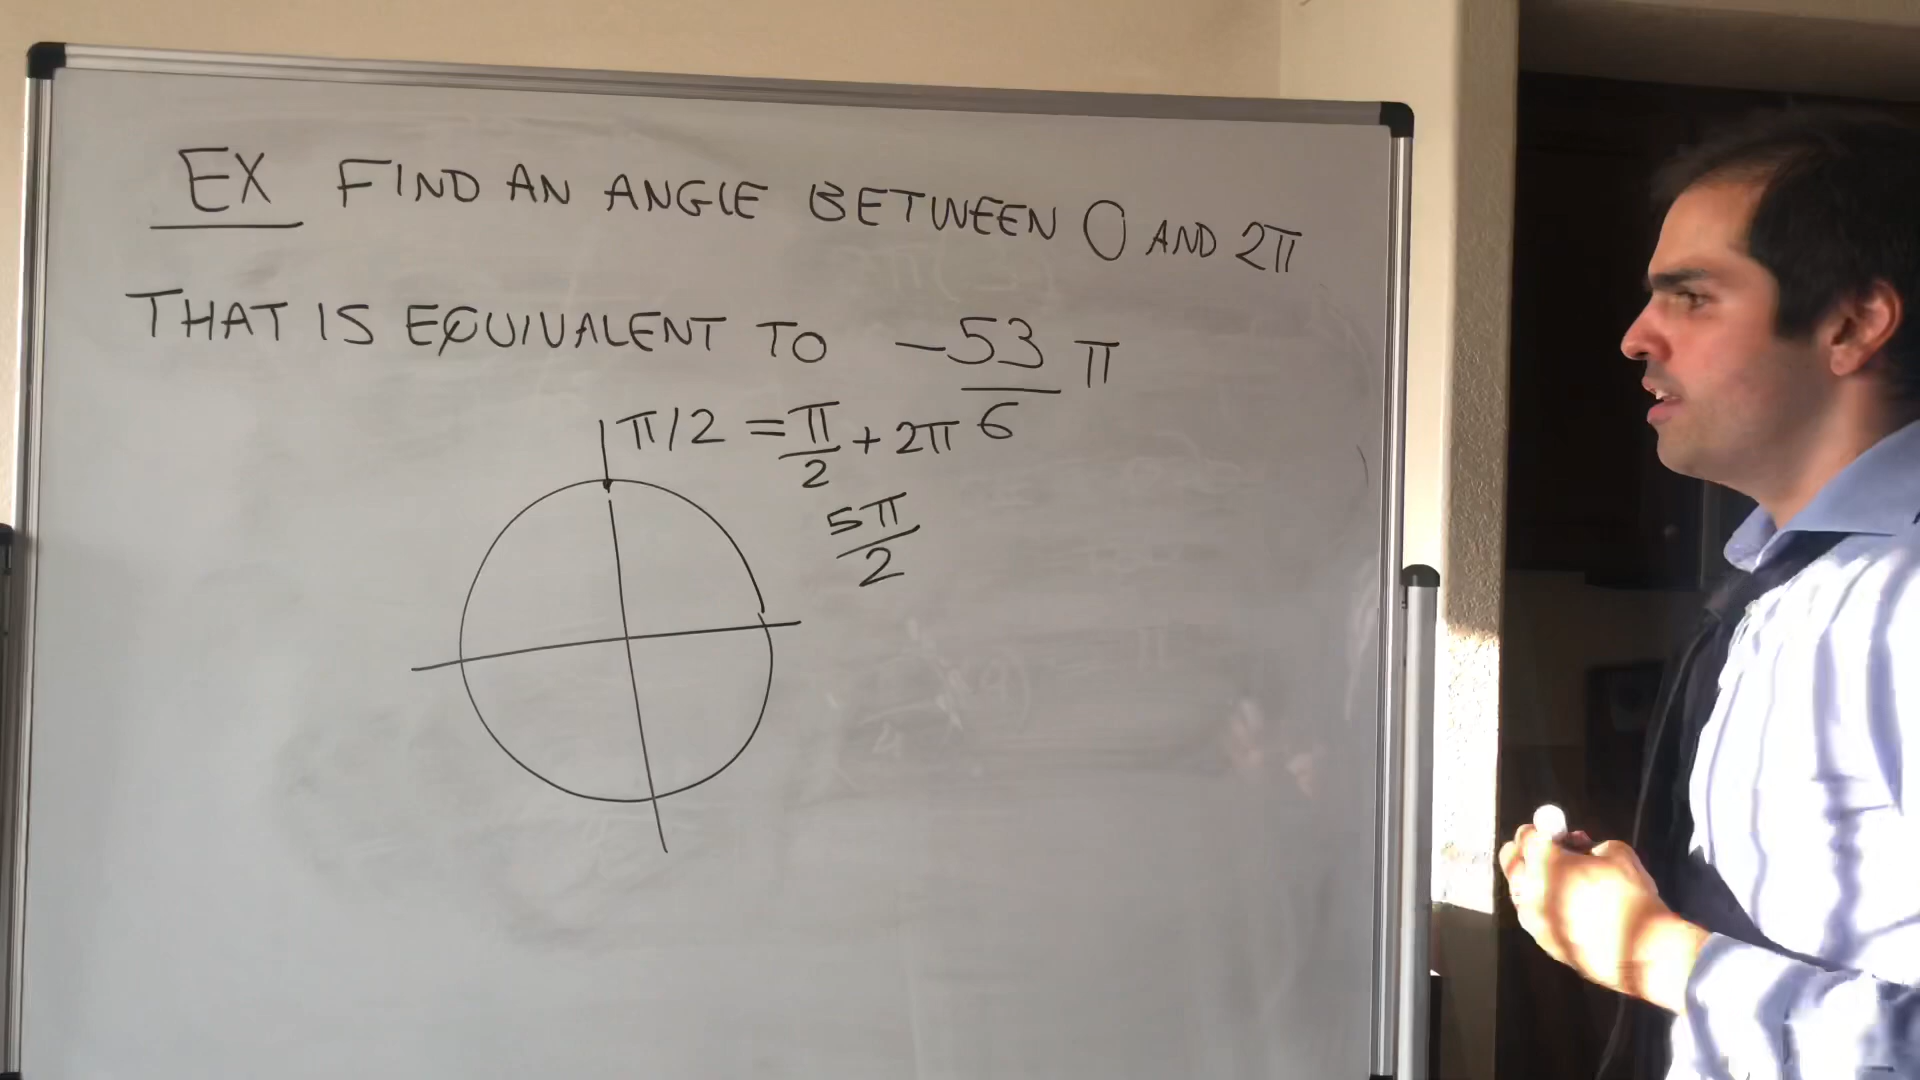 EX FIND AN ANGLE BETWEEN 0 AND 2π
THAT IS EQUIVALENT TO -53/6 π
π/2 = π/2 + 2π
5π/2